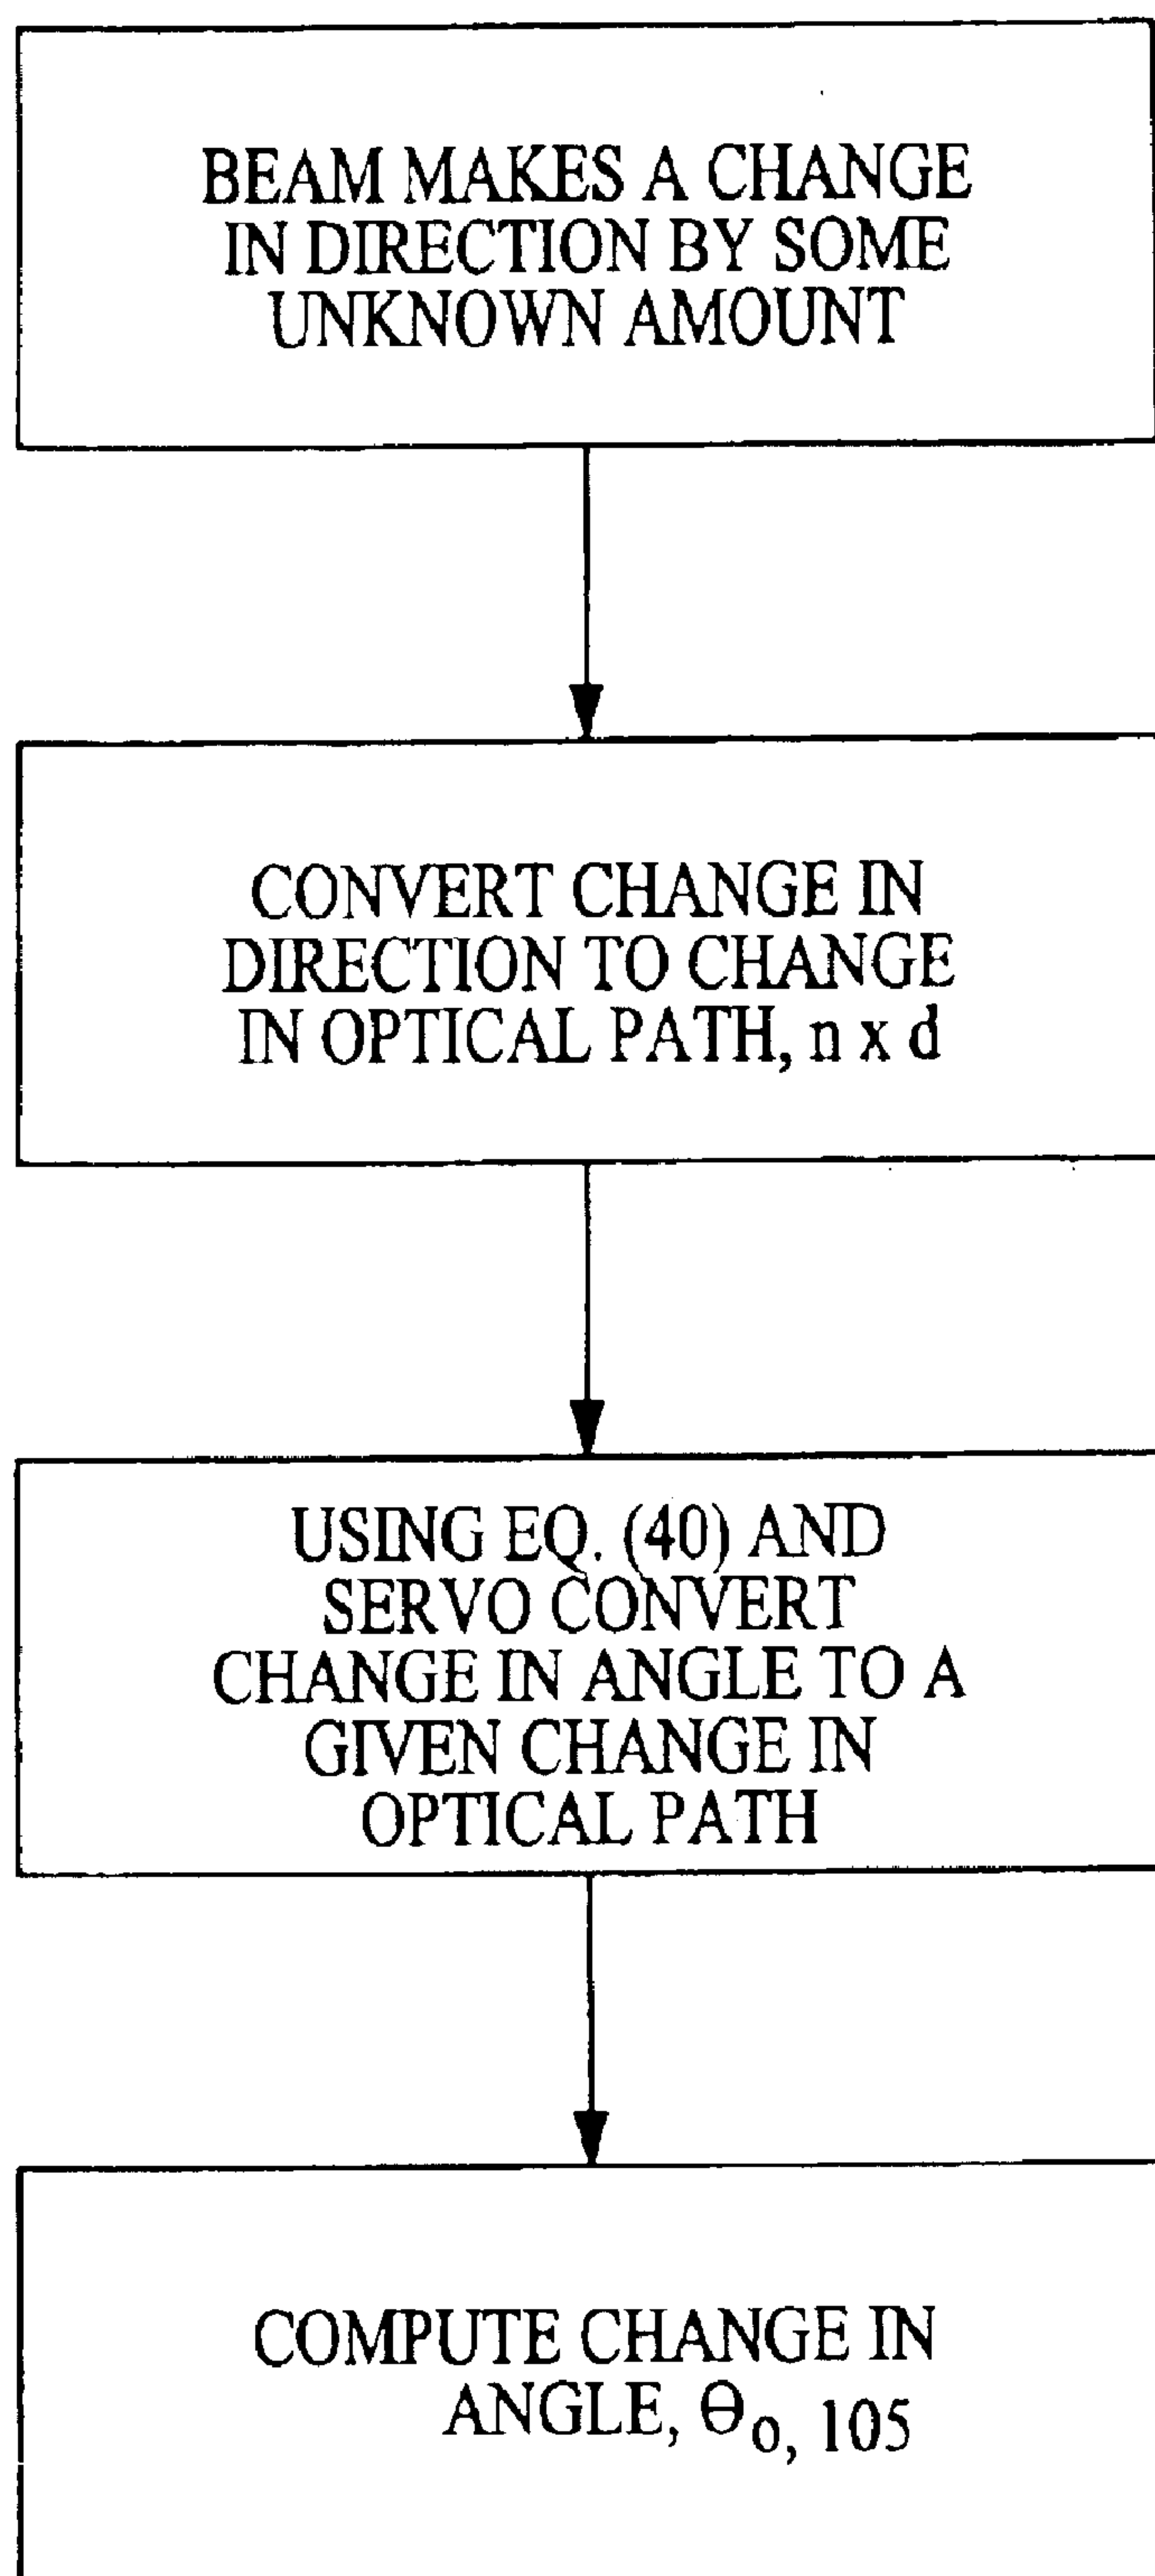 BEAM MAKES A CHANGE
IN DIRECTION BY SOME
UNKNOWN AMOUNT
CONVERT CHANGE IN
DIRECTION TO CHANGE
IN OPTICAL PATH, n x d
USING EQ. (40) AND
SERVO CONVERT
CHANGE IN ANGLE TO A
GIVEN CHANGE IN
OPTICAL PATH
COMPUTE CHANGE IN
ANGLE, Θo, 105